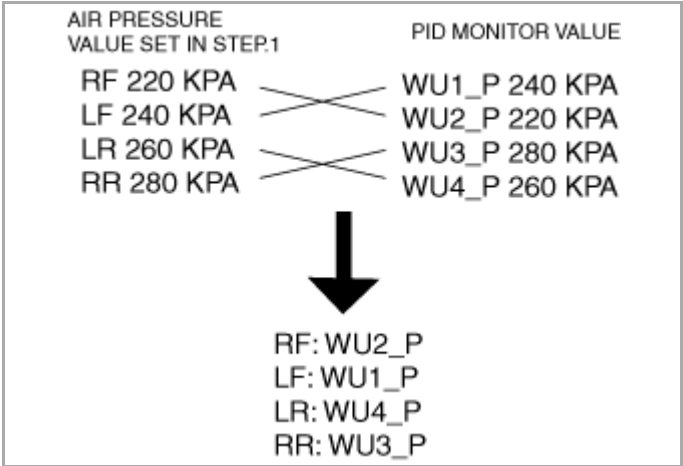 AIR PRESSURE
VALUE SET IN STEP.1
RF 220 KPA
LF 240 KPA
LR 260 KPA
RR 280 KPA
PID MONITOR VALUE
WU1_P 240 KPA
WU2_P 220 KPA
WU3_P 280 KPA
WU4_P 260 KPA
RF: WU2_P
LF: WU1_P
LR: WU4_P
RR: WU3_P